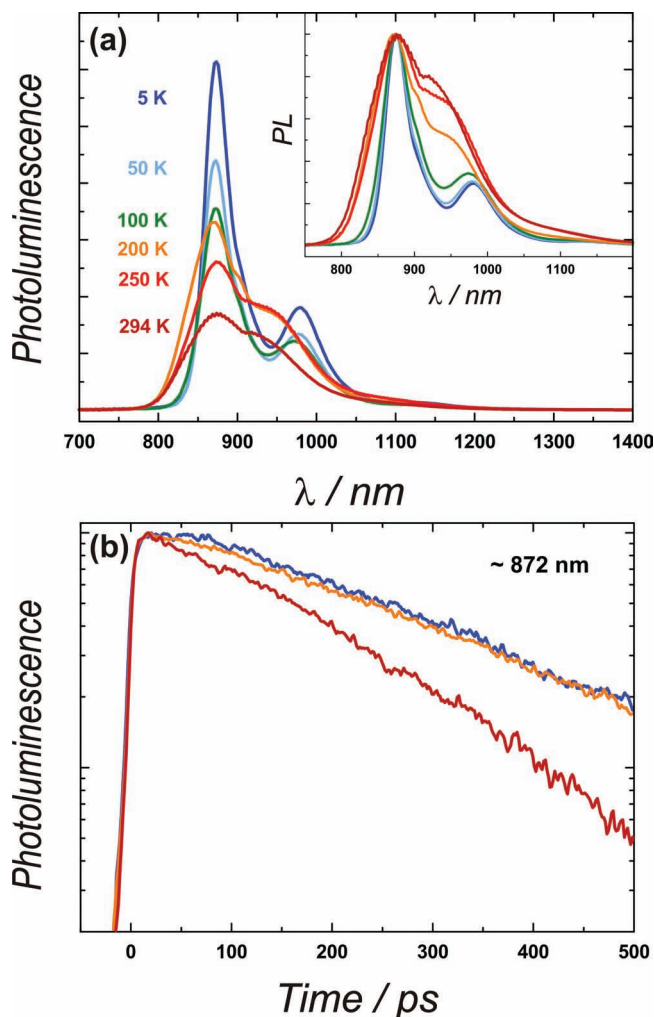 (a)
Photoluminescence
5 K
50 K
100 K
200 K
250 K
294 K
700 800 900 1000 1100 1200 1300 1400
λ / nm
PL
800 900 1000 1100
λ / nm
(b)
~ 872 nm
Photoluminescence
0 100 200 300 400 500
Time / ps